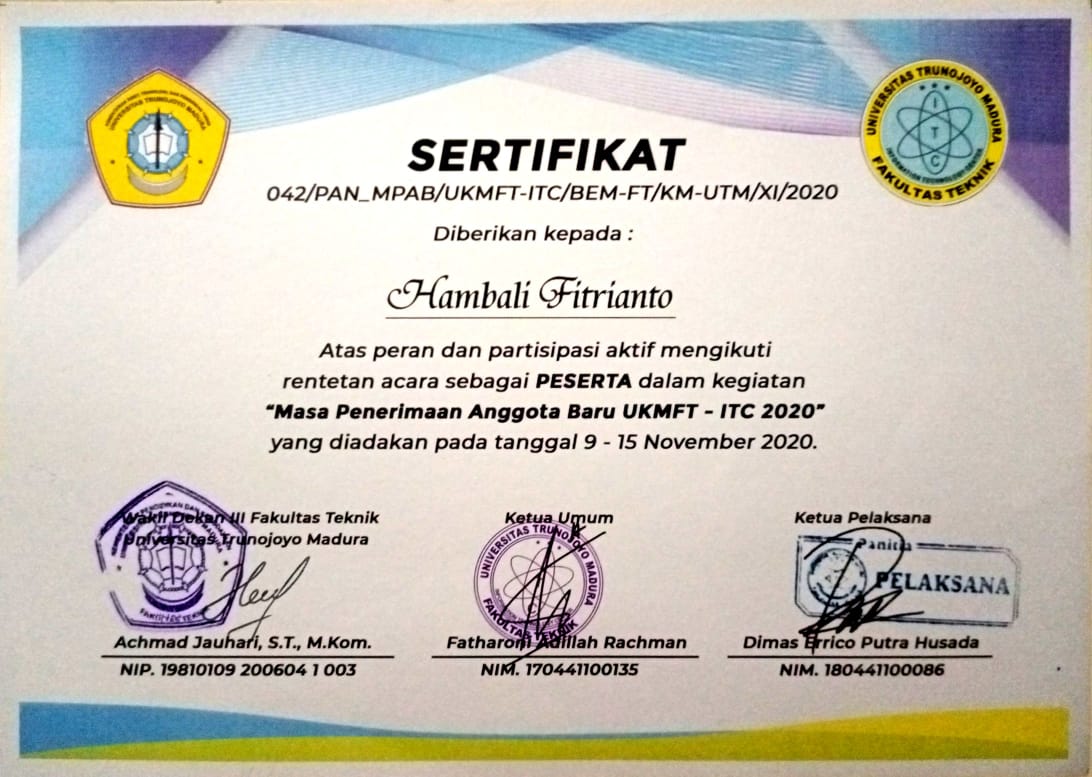 UNIVERSITAS TRUNOJOYO MADURA
UNIVERSITAS TRUNOJOYO MADURA
I T C
INFORMATION TECHNOLOGY CENTER
FAKULTAS TEKNIK
SERTIFIKAT
042/PAN_MPAB/UKMFT-ITC/BEM-FT/KM-UTM/XI/2020
Diberikan kepada :
Hambali Fitrianto
Atas peran dan partisipasi aktif mengikuti
rentetan acara sebagai PESERTA dalam kegiatan
“Masa Penerimaan Anggota Baru UKMFT - ITC 2020”
yang diadakan pada tanggal 9 - 15 November 2020.
Wakil Dekan III Fakultas Teknik
Universitas Trunojoyo Madura
Achmad Jauhari, S.T., M.Kom.
NIP. 19810109 200604 1 003
Ketua Umum
UNIVERSITAS TRUNOJOYO MADURA
FAKULTAS TEKNIK
Fatharoni Adillah Rachman
NIM. 170441100135
Ketua Pelaksana
Panitia
PELAKSANA
Dimas Errico Putra Husada
NIM. 180441100086